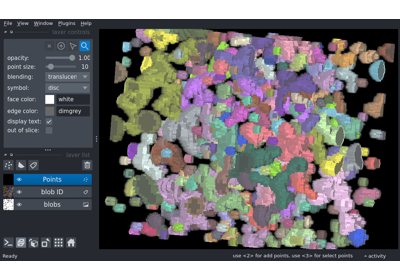 File View Window Plugins Help
layer controls
opacity: 1.00
point size: 10
blending: translucen
symbol: disc
face color: white
edge color: dimgrey
display text:
out of slice:
layer list
Points
blob ID
blobs
use <2> for add points, use <3> for select points
activity